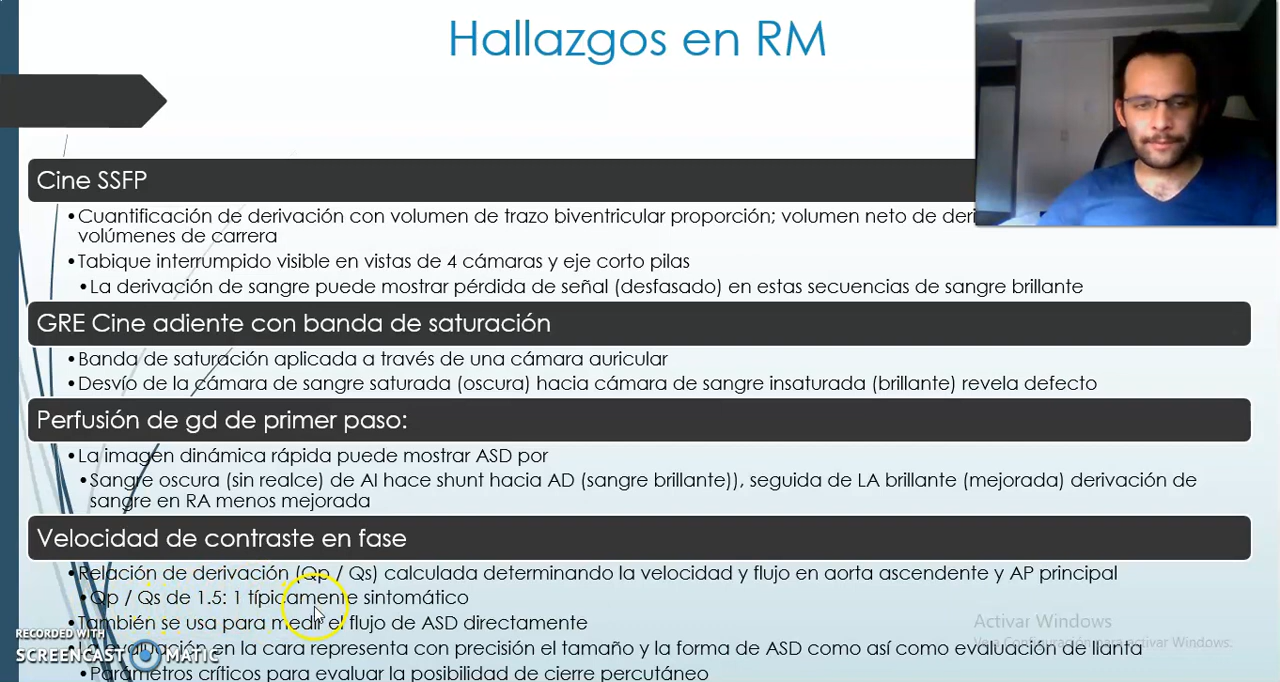 Hallazgos en RM
Cine SSFP
•Cuantificación de derivación con volumen de trazo biventricular proporción; volumen neto de
volúmenes de carrera
•Tabique interrumpido visible en vistas de 4 cámaras y eje corto pilas
•La derivación de sangre puede mostrar pérdida de señal (desfasado) en estas secuencias de sangre brillante
GRE Cine adiente con banda de saturación
•Banda de saturación aplicada a través de una cámara auricular
•Desvío de la cámara de sangre saturada (oscura) hacia cámara de sangre insaturada (brillante) revela defecto
Perfusión de gd de primer paso:
•La imagen dinámica rápida puede mostrar ASD por
•Sangre oscura (sin realce) de AI hace shunt hacia AD (sangre brillante)), seguida de LA brillante (mejorada) derivación de
sangre en RA menos mejorada
Velocidad de contraste en fase
•Relación de derivación (Qp / Qs) calculada determinando la velocidad y flujo en aorta ascendente y AP principal
•Qp / Qs de 1.5: 1 típicamente sintomático
•También se usa para medir el flujo de ASD directamente
Activar Windows
RECORDED WITH
SCREENCAST MATIC
evaluación en la cara representa con precisión el tamaño y la forma de ASD como así como evaluación de llanta
Ve a Configuración para activar Windows.
•Parámetros críticos para evaluar la posibilidad de cierre percutáneo